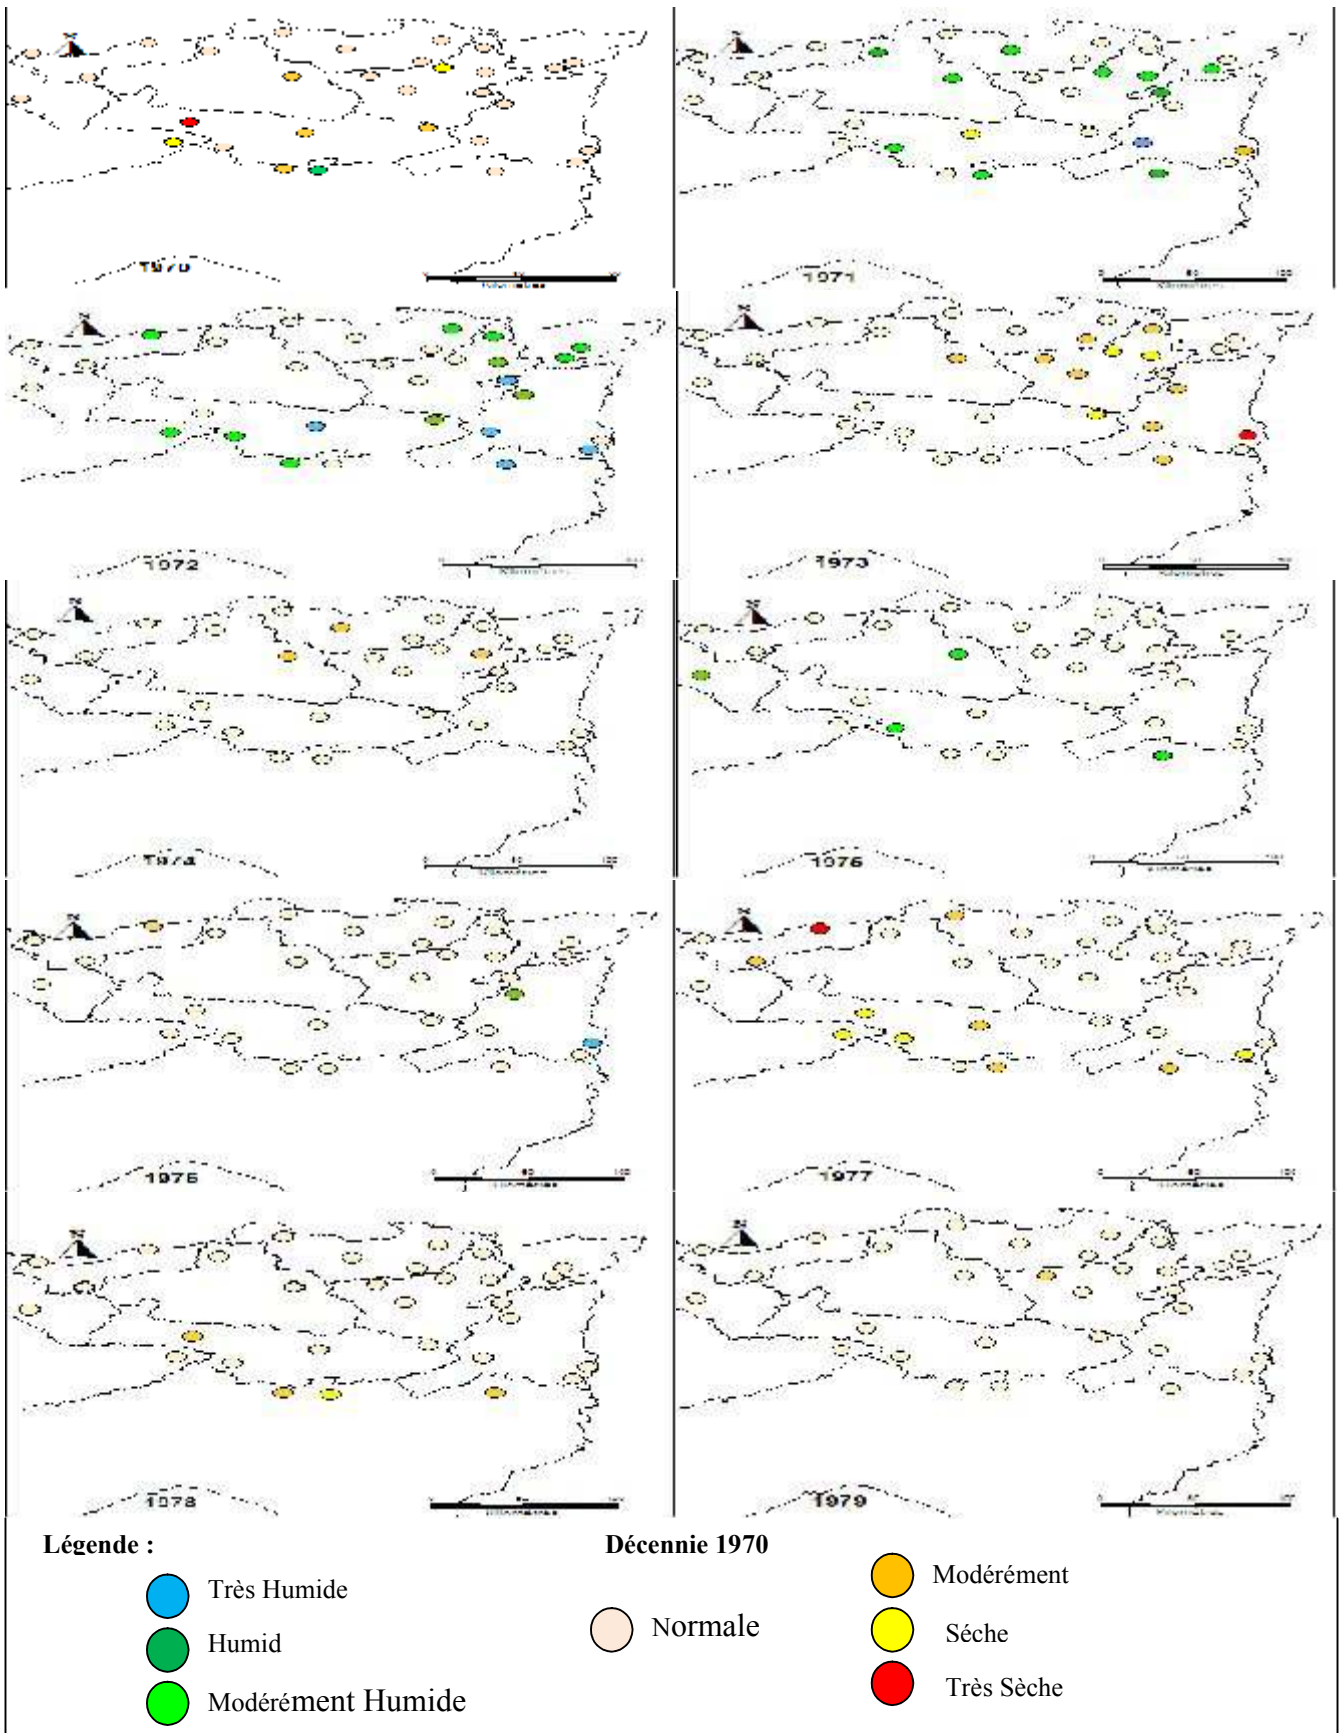 1970
1971
1972
1973
1974
1975
1976
1977
1978
1979
Légende :
Décennie 1970
Très Humide
Humid
Modérément Humide
Normale
Modérément
Séche
Très Sèche